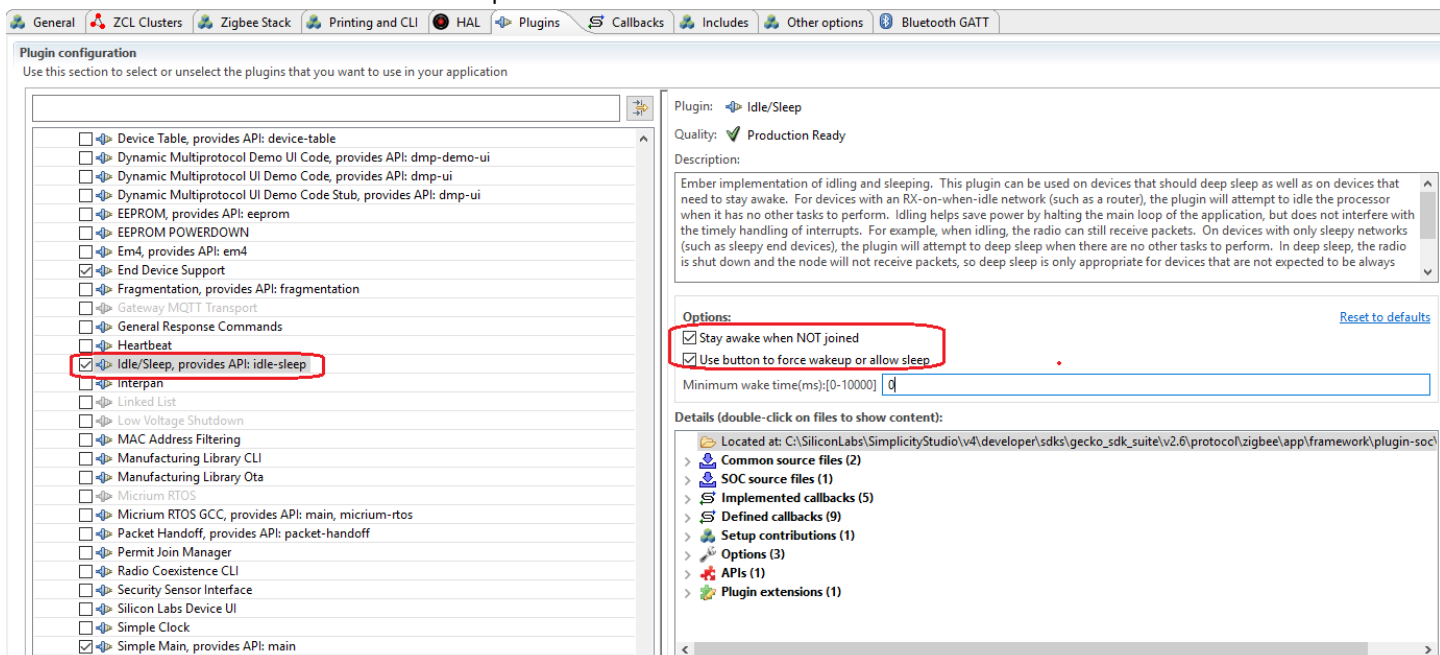 General ZCL Clusters Zigbee Stack Printing and CLI HAL Plugins Callbacks Includes Other options Bluetooth GATT
Plugin configuration
Use this section to select or unselect the plugins that you want to use in your application
Device Table, provides API: device-table
Dynamic Multiprotocol Demo UI Code, provides API: dmp-demo-ui
Dynamic Multiprotocol UI Demo Code, provides API: dmp-ui
Dynamic Multiprotocol UI Demo Code Stub, provides API: dmp-ui
EEPROM, provides API: eeprom
EEPROM POWERDOWN
Em4, provides API: em4
End Device Support
Fragmentation, provides API: fragmentation
Gateway MQTT Transport
General Response Commands
Heartbeat
Idle/Sleep, provides API: idle-sleep
Interpan
Linked List
Low Voltage Shutdown
MAC Address Filtering
Manufacturing Library CLI
Manufacturing Library Ota
Micrium RTOS
Micrium RTOS GCC, provides API: main, micrium-rtos
Packet Handoff, provides API: packet-handoff
Permit Join Manager
Radio Coexistence CLI
Security Sensor Interface
Silicon Labs Device UI
Simple Clock
Simple Main, provides API: main
Plugin: Idle/Sleep
Quality: Production Ready
Description:
Ember implementation of idling and sleeping. This plugin can be used on devices that should deep sleep as well as on devices that
need to stay awake. For devices with an RX-on-when-idle network (such as a router), the plugin will attempt to idle the processor
when it has no other tasks to perform. Idling helps save power by halting the main loop of the application, but does not interfere with
the timely handling of interrupts. For example, when idling, the radio can still receive packets. On devices with only sleepy networks
(such as sleepy end devices), the plugin will attempt to deep sleep when there are no other tasks to perform. In deep sleep, the radio
is shut down and the node will not receive packets, so deep sleep is only appropriate for devices that are not expected to be always
Options: Reset to defaults
Stay awake when NOT joined
Use button to force wakeup or allow sleep
Minimum wake time(ms):[0-10000] 0
Details (double-click on files to show content):
Located at: C:\SiliconLabs\SimplicityStudio\v4\developer\sdks\gecko_sdk_suite\v2.6\protocol\zigbee\app\framework\plugin-soc\
Common source files (2)
SOC source files (1)
Implemented callbacks (5)
Defined callbacks (9)
Setup contributions (1)
Options (3)
APIs (1)
Plugin extensions (1)